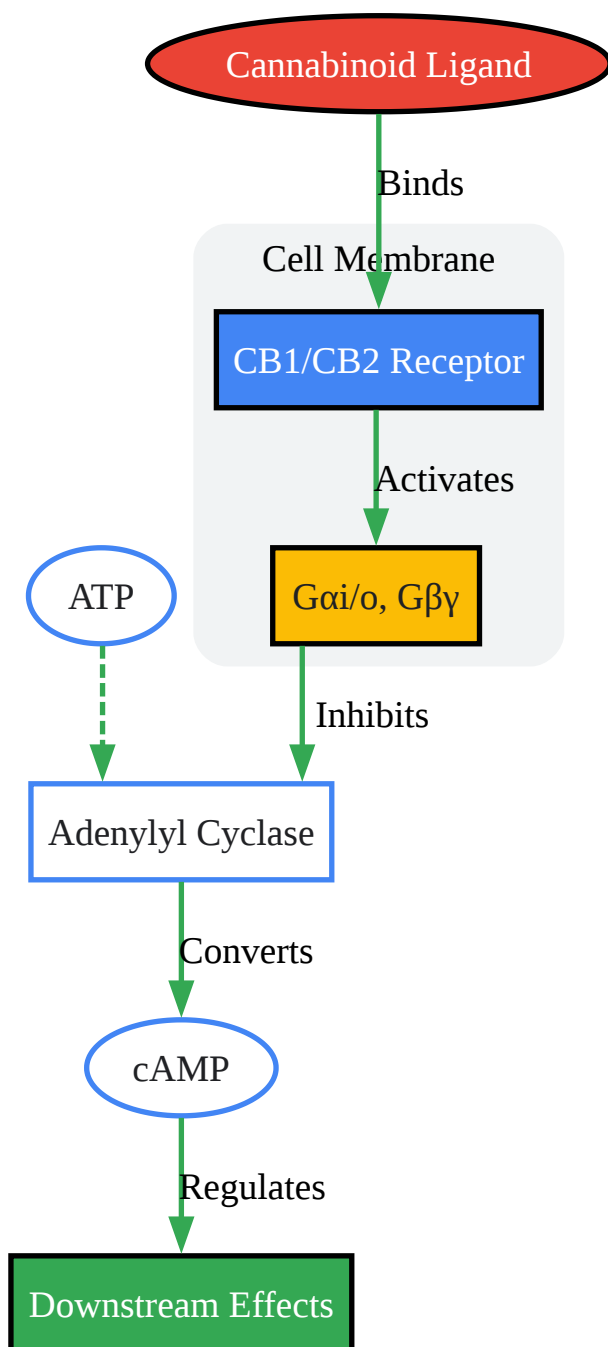 Cannabinoid Ligand
Binds
Cell Membrane
CB1/CB2 Receptor
Activates
ATP
Gαi/o, Gβγ
Inhibits
Adenylyl Cyclase
Converts
cAMP
Regulates
Downstream Effects